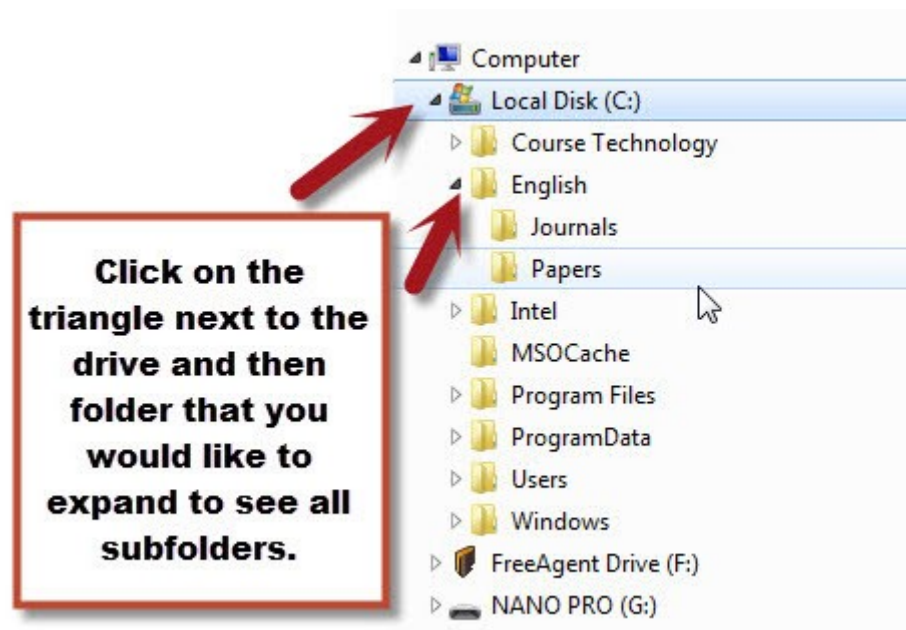 Computer
Local Disk (C:)
Course Technology
English
Journals
Papers
Intel
MSOCache
Program Files
ProgramData
Users
Windows
FreeAgent Drive (F:)
NANO PRO (G:)
Click on the
triangle next to the
drive and then
folder that you
would like to
expand to see all
subfolders.